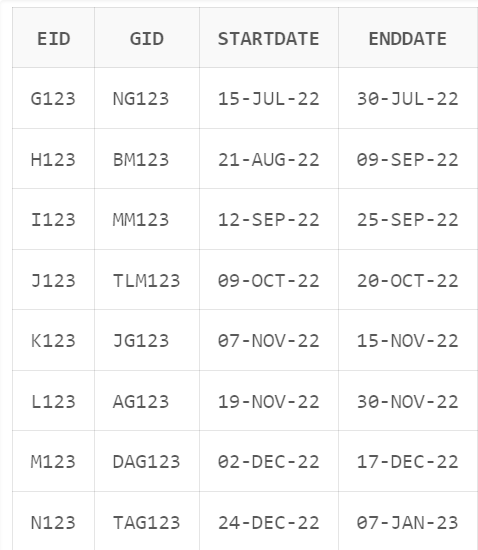 EID GID STARTDATE ENDDATE
G123 NG123 15-JUL-22 30-JUL-22
H123 BM123 21-AUG-22 09-SEP-22
I123 MM123 12-SEP-22 25-SEP-22
J123 TLM123 09-OCT-22 20-OCT-22
K123 JG123 07-NOV-22 15-NOV-22
L123 AG123 19-NOV-22 30-NOV-22
M123 DAG123 02-DEC-22 17-DEC-22
N123 TAG123 24-DEC-22 07-JAN-23